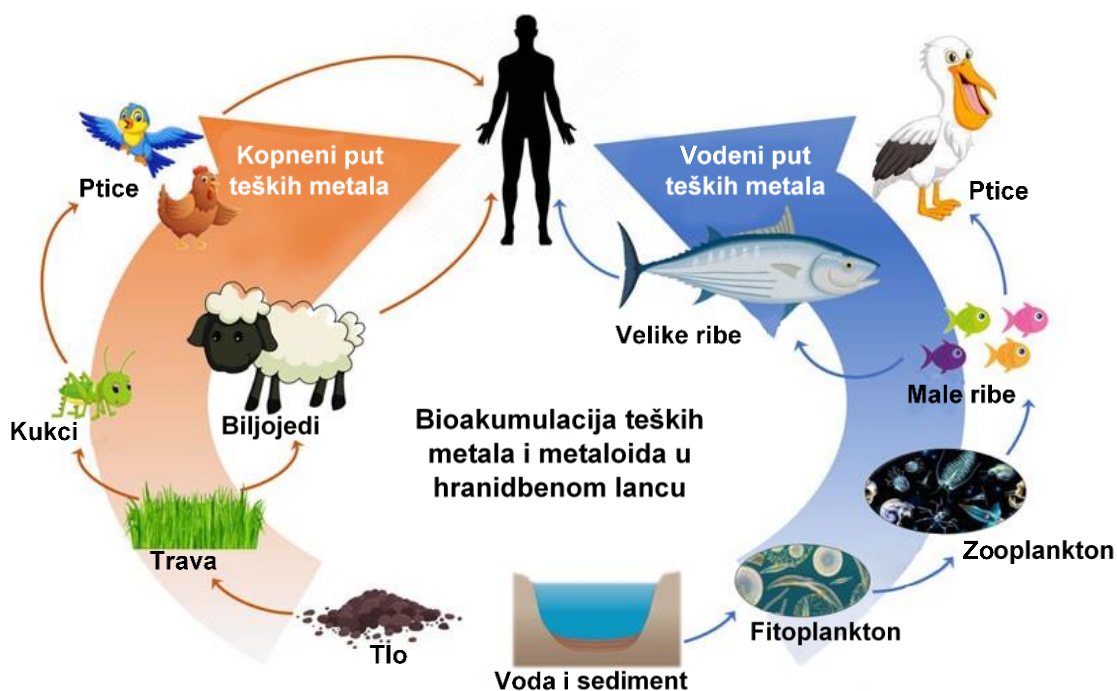 Kopneni put
teških metala
Vodeni put
teških metala
Ptice
Ptice
Velike ribe
Male ribe
Kukci
Biljojedi
Bioakumulacija teških
metala i metaloida u
hranidbenom lancu
Trava
Zooplankton
Fitoplankton
Tlo
Voda i sediment